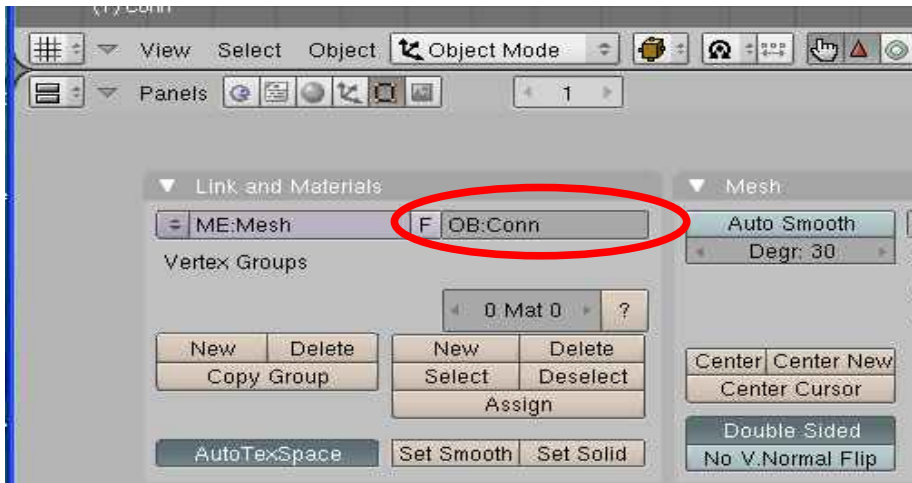 (1) Conn
View Select Object Object Mode
Panels 1
Link and Materials Mesh
ME:Mesh F OB:Conn Auto Smooth
Degr: 30
Vertex Groups
0 Mat 0 ?
New Delete New Delete
Center Center New
Copy Group Select Deselect
Center Cursor
Assign
Double Sided
AutoTexSpace Set Smooth Set Solid
No V.Normal Flip